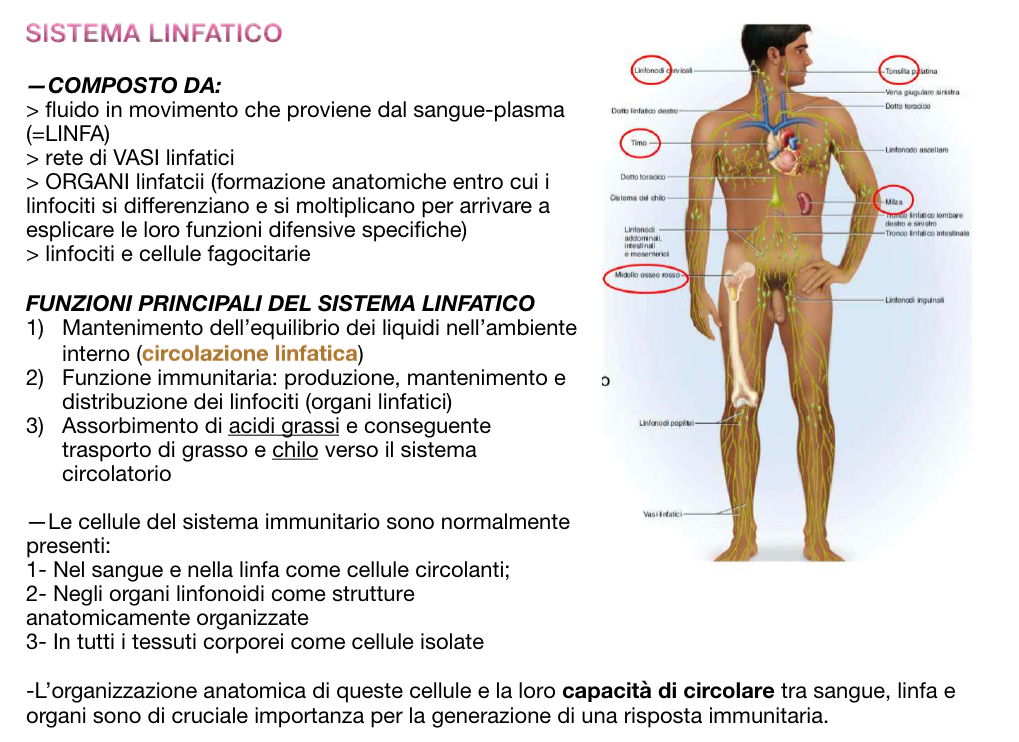 SISTEMA LINFATICO
—COMPOSTO DA:
> fluido in movimento che proviene dal sangue-plasma
(=LINFA)
> rete di VASI linfatici
> ORGANI linfatcii (formazione anatomiche entro cui i
linfociti si differenziano e si moltiplicano per arrivare a
esplicare le loro funzioni difensive specifiche)
> linfociti e cellule fagocitarie
FUNZIONI PRINCIPALI DEL SISTEMA LINFATICO
1) Mantenimento dell’equilibrio dei liquidi nell’ambiente
interno (circolazione linfatica)
2) Funzione immunitaria: produzione, mantenimento e
distribuzione dei linfociti (organi linfatici)
3) Assorbimento di acidi grassi e conseguente
trasporto di grasso e chilo verso il sistema
circolatorio
—Le cellule del sistema immunitario sono normalmente
presenti:
1- Nel sangue e nella linfa come cellule circolanti;
2- Negli organi linfonoidi come strutture
anatomicamente organizzate
3- In tutti i tessuti corporei come cellule isolate
-L’organizzazione anatomica di queste cellule e la loro capacità di circolare tra sangue, linfa e
organi sono di cruciale importanza per la generazione di una risposta immunitaria.
Linfonodi cervicali
Dotto linfatico destro
Timo
Dotto toracico
Cisterna del chilo
Linfonodi
addominali,
intestinali
e mesenterici
Midollo osseo rosso
o
Linfonodi poplitei
Vasi linfatici
Tonsilla palatina
Vena giugulare sinistra
Dotto toracico
Linfonodo ascellare
Milza
Tronco linfatico lombare
destro e sinistro
Tronco linfatico intestinale
Linfonodi inguinali